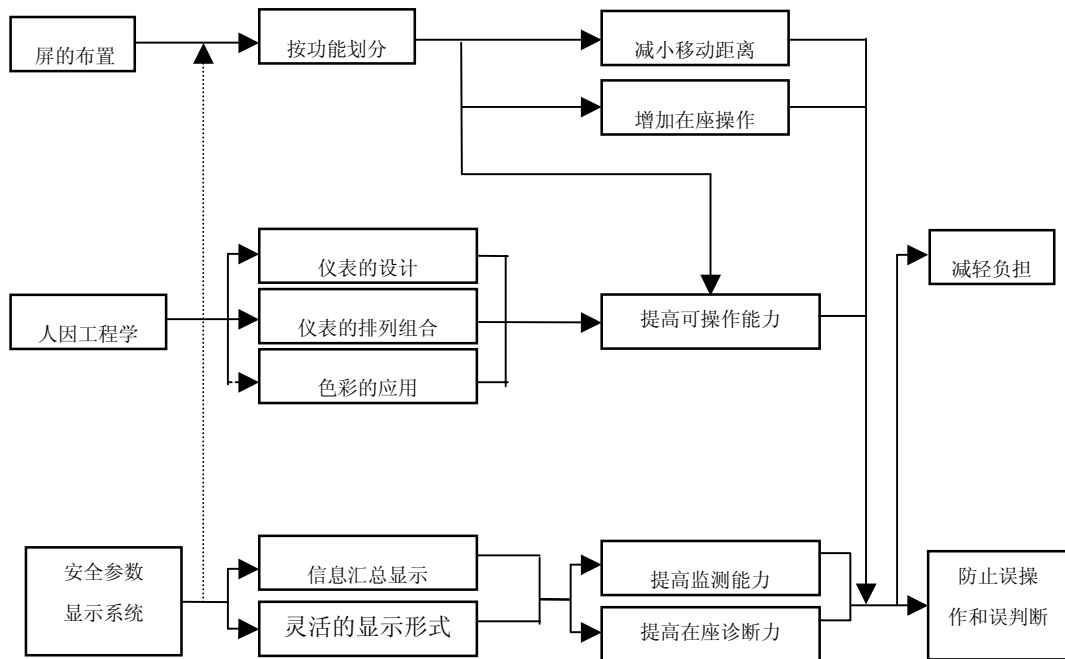 屏的布置
按功能划分
减小移动距离
增加在座操作
仪表的设计
减轻负担
人因工程学
仪表的排列组合
提高可操作能力
色彩的应用
安全参数
显示系统
信息汇总显示
灵活的显示形式
提高监测能力
提高在座诊断力
防止误操
作和误判断